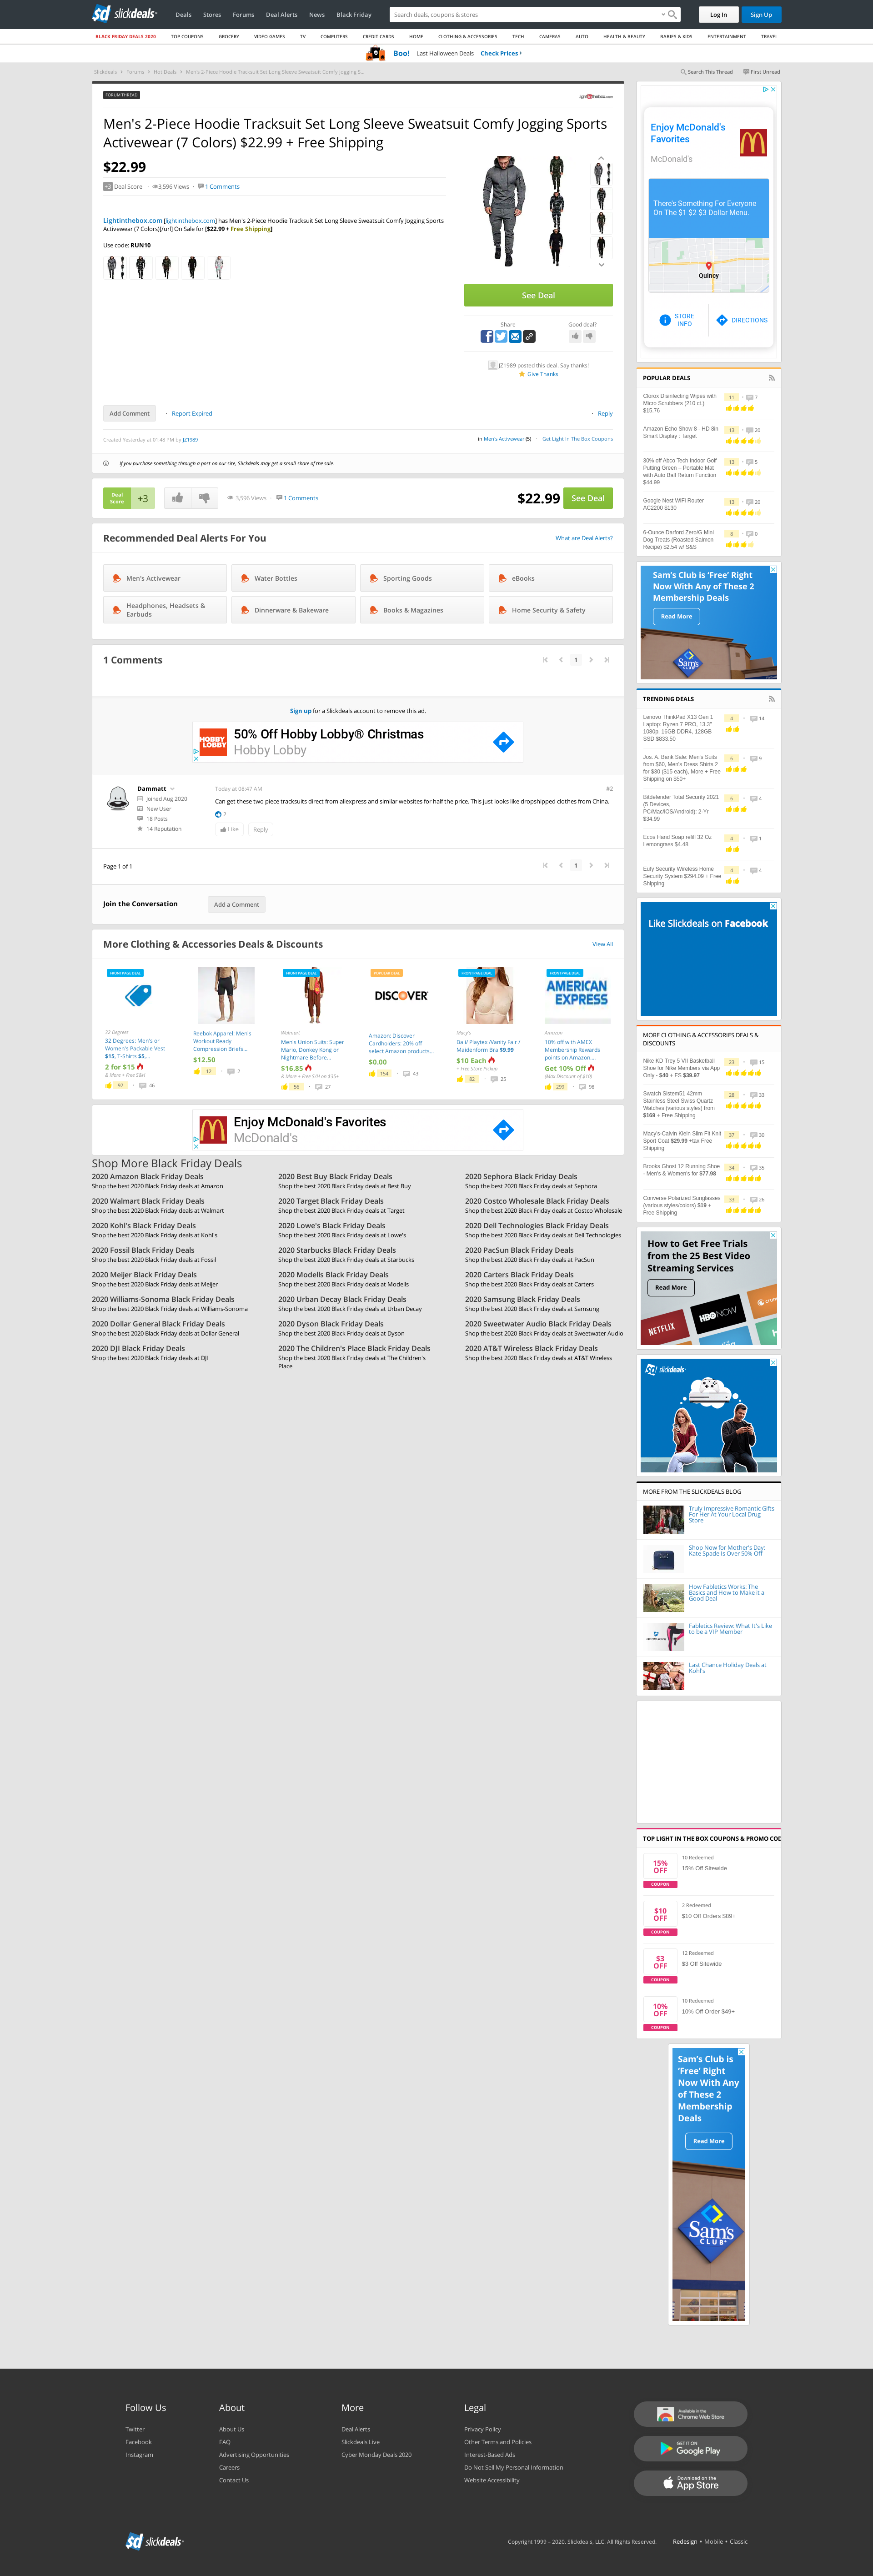 slickdeals
Deals Stores Forums Deal Alerts News Black Friday
Search deals, coupons & stores
Log In
Sign Up
BLACK FRIDAY DEALS 2020 TOP COUPONS GROCERY VIDEO GAMES TV COMPUTERS CREDIT CARDS HOME CLOTHING & ACCESSORIES TECH CAMERAS AUTO HEALTH & BEAUTY BABIES & KIDS ENTERTAINMENT TRAVEL
Boo! Last Halloween Deals Check Prices
Slickdeals > Forums > Hot Deals > Men's 2-Piece Hoodie Tracksuit Set Long Sleeve Sweatsuit Comfy Jogging S...
Search This Thread First Unread
FORUM THREAD
Lightinthebox.com
Men's 2-Piece Hoodie Tracksuit Set Long Sleeve Sweatsuit Comfy Jogging Sports
Activewear (7 Colors) $22.99 + Free Shipping
$22.99
+3 Deal Score 3,596 Views 1 Comments
Lightinthebox.com [lightinthebox.com] has Men's 2-Piece Hoodie Tracksuit Set Long Sleeve Sweatsuit Comfy Jogging Sports
Activewear (7 Colors)[/url] On Sale for [$22.99 + Free Shipping]
Use code: RUN10
See Deal
Share
Good deal?
JZ1989 posted this deal. Say thanks!
Give Thanks
Add Comment
Report Expired
Reply
Created Yesterday at 01:48 PM by JZ1989
in Men's Activewear (5) Get Light In The Box Coupons
If you purchase something through a post on our site, Slickdeals may get a small share of the sale.
Deal
Score
+3
3,596 Views 1 Comments
$22.99
See Deal
Recommended Deal Alerts For You
What are Deal Alerts?
Men's Activewear
Water Bottles
Sporting Goods
eBooks
Headphones, Headsets &
Earbuds
Dinnerware & Bakeware
Books & Magazines
Home Security & Safety
1 Comments
1
Sign up for a Slickdeals account to remove this ad.
HOBBY
LOBBY
50% Off Hobby Lobby® Christmas
Hobby Lobby
Dammatt
Joined Aug 2020
New User
18 Posts
14 Reputation
Today at 08:47 AM
#2
Can get these two piece tracksuits direct from aliexpress and similar websites for half the price. This just looks like dropshipped clothes from China.
2
Like
Reply
Page 1 of 1
1
Join the Conversation
Add a Comment
More Clothing & Accessories Deals & Discounts
View All
FRONTPAGE DEAL
32 Degrees
32 Degrees: Men's or
Women's Packable Vest
$15, T-Shirts $5,...
2 for $15
& More + Free S&H
92 46
Reebok Apparel: Men's
Workout Ready
Compression Briefs...
$12.50
12 2
FRONTPAGE DEAL
Walmart
Men's Union Suits: Super
Mario, Donkey Kong or
Nightmare Before...
$16.85
& More + Free S/H on $35+
56 27
POPULAR DEAL
DISCOVER
Amazon: Discover
Cardholders: 20% off
select Amazon products...
$0.00
154 43
FRONTPAGE DEAL
Macy's
Bali/ Playtex /Vanity Fair /
Maidenform Bra $9.99
$10 Each
+ Free Store Pickup
82 25
FRONTPAGE DEAL
AMERICAN
EXPRESS
Amazon
10% off with AMEX
Membership Rewards
points on Amazon....
Get 10% Off
(Max Discount of $10)
299 98
Enjoy McDonald's Favorites
McDonald's
Shop More Black Friday Deals
2020 Amazon Black Friday Deals
Shop the best 2020 Black Friday deals at Amazon
2020 Best Buy Black Friday Deals
Shop the best 2020 Black Friday deals at Best Buy
2020 Sephora Black Friday Deals
Shop the best 2020 Black Friday deals at Sephora
2020 Walmart Black Friday Deals
Shop the best 2020 Black Friday deals at Walmart
2020 Target Black Friday Deals
Shop the best 2020 Black Friday deals at Target
2020 Costco Wholesale Black Friday Deals
Shop the best 2020 Black Friday deals at Costco Wholesale
2020 Kohl's Black Friday Deals
Shop the best 2020 Black Friday deals at Kohl's
2020 Lowe's Black Friday Deals
Shop the best 2020 Black Friday deals at Lowe's
2020 Dell Technologies Black Friday Deals
Shop the best 2020 Black Friday deals at Dell Technologies
2020 Fossil Black Friday Deals
Shop the best 2020 Black Friday deals at Fossil
2020 Starbucks Black Friday Deals
Shop the best 2020 Black Friday deals at Starbucks
2020 PacSun Black Friday Deals
Shop the best 2020 Black Friday deals at PacSun
2020 Meijer Black Friday Deals
Shop the best 2020 Black Friday deals at Meijer
2020 Modells Black Friday Deals
Shop the best 2020 Black Friday deals at Modells
2020 Carters Black Friday Deals
Shop the best 2020 Black Friday deals at Carters
2020 Williams-Sonoma Black Friday Deals
Shop the best 2020 Black Friday deals at Williams-Sonoma
2020 Urban Decay Black Friday Deals
Shop the best 2020 Black Friday deals at Urban Decay
2020 Samsung Black Friday Deals
Shop the best 2020 Black Friday deals at Samsung
2020 Dollar General Black Friday Deals
Shop the best 2020 Black Friday deals at Dollar General
2020 Dyson Black Friday Deals
Shop the best 2020 Black Friday deals at Dyson
2020 Sweetwater Audio Black Friday Deals
Shop the best 2020 Black Friday deals at Sweetwater Audio
2020 DJI Black Friday Deals
Shop the best 2020 Black Friday deals at DJI
2020 The Children's Place Black Friday Deals
Shop the best 2020 Black Friday deals at The Children's
Place
2020 AT&T Wireless Black Friday Deals
Shop the best 2020 Black Friday deals at AT&T Wireless
Enjoy McDonald's
Favorites
McDonald's
There's Something For Everyone
On The $1 $2 $3 Dollar Menu.
Quincy
STORE
INFO
DIRECTIONS
POPULAR DEALS
Clorox Disinfecting Wipes with
Micro Scrubbers (210 ct.)
$15.76
11 7
Amazon Echo Show 8 - HD 8in
Smart Display : Target
13 20
30% off Abco Tech Indoor Golf
Putting Green – Portable Mat
with Auto Ball Return Function
$44.99
13 5
Google Nest WiFi Router
AC2200 $130
13 20
6-Ounce Darford Zero/G Mini
Dog Treats (Roasted Salmon
Recipe) $2.54 w/ S&S
8 0
Sam's Club is 'Free' Right
Now With Any of These 2
Membership Deals
Read More
Sam's
TRENDING DEALS
Lenovo ThinkPad X13 Gen 1
Laptop: Ryzen 7 PRO, 13.3"
1080p, 16GB DDR4, 128GB
SSD $833.50
4 14
Jos. A. Bank Sale: Men's Suits
from $60, Men's Dress Shirts 2
for $30 ($15 each), More + Free
Shipping on $50+
6 9
Bitdefender Total Security 2021
(5 Devices,
PC/Mac/iOS/Android): 2-Yr
$34.99
6 4
Ecos Hand Soap refill 32 Oz
Lemongrass $4.48
4 1
Eufy Security Wireless Home
Security System $294.09 + Free
Shipping
4 4
Like Slickdeals on Facebook
MORE CLOTHING & ACCESSORIES DEALS &
DISCOUNTS
Nike KD Trey 5 VII Basketball
Shoe for Nike Members via App
Only - $40 + FS $39.97
23 15
Swatch Sistem51 42mm
Stainless Steel Swiss Quartz
Watches (various styles) from
$169 + Free Shipping
28 33
Macy's-Calvin Klein Slim Fit Knit
Sport Coat $29.99 +tax Free
Shipping
37 30
Brooks Ghost 12 Running Shoe
- Men's & Women's for $77.98
34 35
Converse Polarized Sunglasses
(various styles/colors) $19 +
Free Shipping
33 26
How to Get Free Trials
from the 25 Best Video
Streaming Services
Read More
NETFLIX
HBO NOW
hulu
slickdeals
MORE FROM THE SLICKDEALS BLOG
Truly Impressive Romantic Gifts
For Her At Your Local Drug
Store
Shop Now for Mother's Day:
Kate Spade Is Over 50% Off
How Fabletics Works: The
Basics and How to Make it a
Good Deal
Fabletics Review: What It's Like
to be a VIP Member
Last Chance Holiday Deals at
Kohl's
TOP LIGHT IN THE BOX COUPONS & PROMO COD
15%
OFF
COUPON
10 Redeemed
15% Off Sitewide
$10
OFF
COUPON
2 Redeemed
$10 Off Orders $89+
$3
OFF
COUPON
12 Redeemed
$3 Off Sitewide
10%
OFF
COUPON
10 Redeemed
10% Off Order $49+
Sam's Club is
'Free' Right
Now With Any
of These 2
Membership
Deals
Read More
Sam's
CLUB
Follow Us
Twitter
Facebook
Instagram
About
About Us
FAQ
Advertising Opportunities
Careers
Contact Us
More
Deal Alerts
Slickdeals Live
Cyber Monday Deals 2020
Legal
Privacy Policy
Other Terms and Policies
Interest-Based Ads
Do Not Sell My Personal Information
Website Accessibility
Available in the
Chrome Web Store
GET IT ON
Google Play
Download on the
App Store
slickdeals
Copyright 1999 – 2020. Slickdeals, LLC. All Rights Reserved. Redesign • Mobile • Classic